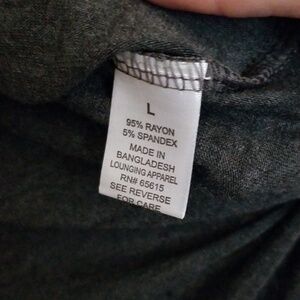 L
95% RAYON
5% SPANDEX
MADE IN
BANGLADESH
LOUNGING APPAREL
RN# 65615
SEE REVERSE
FOR CARE